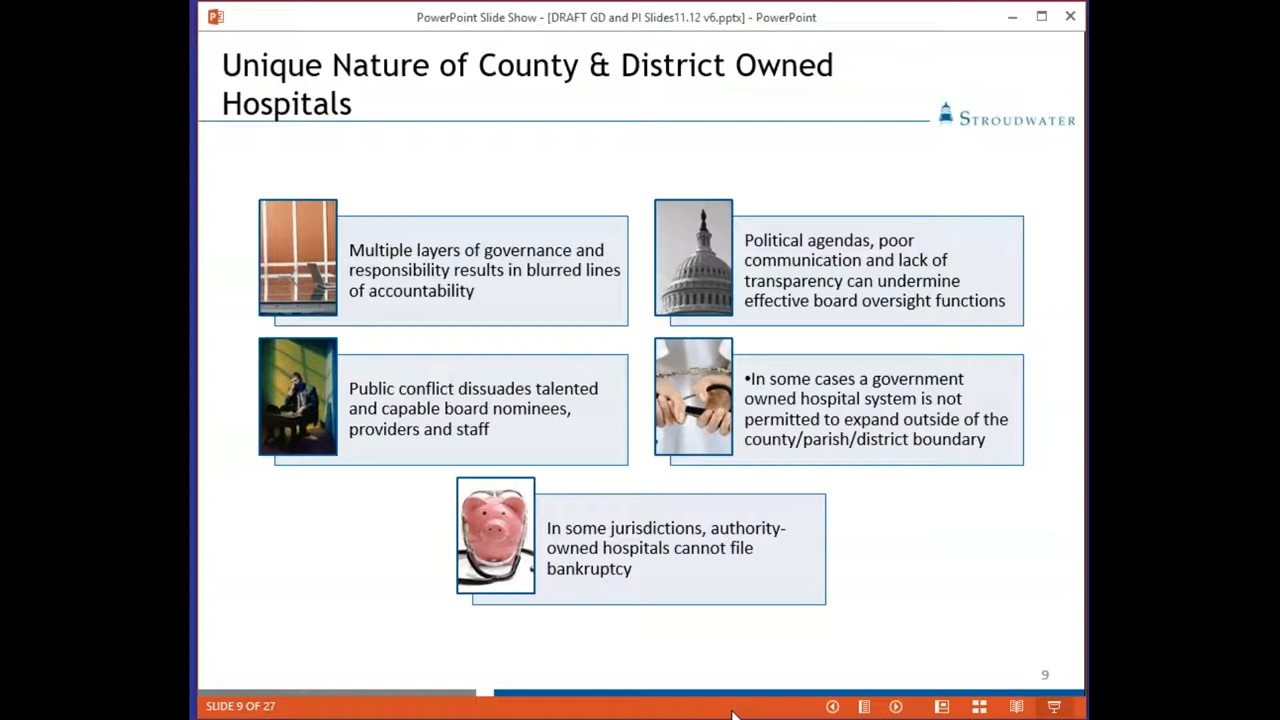 PowerPoint Slide Show - [DRAFT GD and PI Slides11.12 v6.pptx] - PowerPoint
Unique Nature of County & District Owned
Hospitals
STROUDWATER
Multiple layers of governance and
responsibility results in blurred lines
of accountability
Political agendas, poor
communication and lack of
transparency can undermine
effective board oversight functions
Public conflict dissuades talented
and capable board nominees,
providers and staff
•In some cases a government
owned hospital system is not
permitted to expand outside of the
county/parish/district boundary
In some jurisdictions, authority-
owned hospitals cannot file
bankruptcy
9
SLIDE 9 OF 27